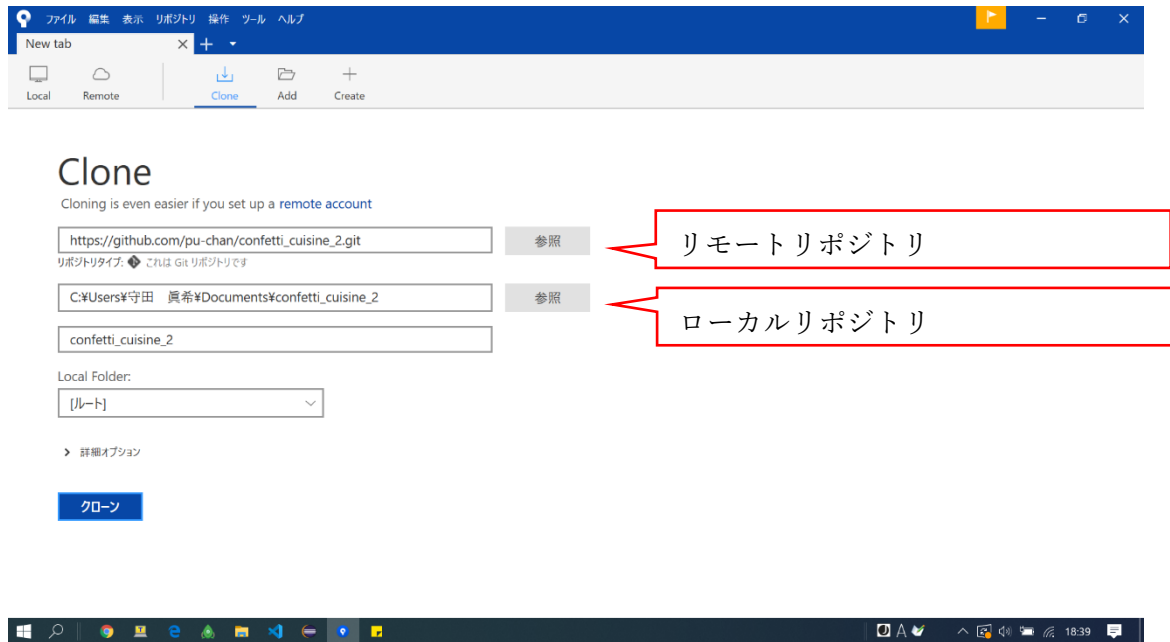 ファイル 編集 表示 リポジトリ 操作 ツール ヘルプ
New tab
Local Remote Clone Add Create
Clone
Cloning is even easier if you set up a remote account
https://github.com/pu-chan/confetti_cuisine_2.git 参照
リモートリポジトリ
リポジトリタイプ: これは Git リポジトリです
C:¥Users¥守田　眞希¥Documents¥confetti_cuisine_2 参照
ローカルリポジトリ
confetti_cuisine_2
Local Folder:
[ルート]
詳細オプション
クローン
A 18:39